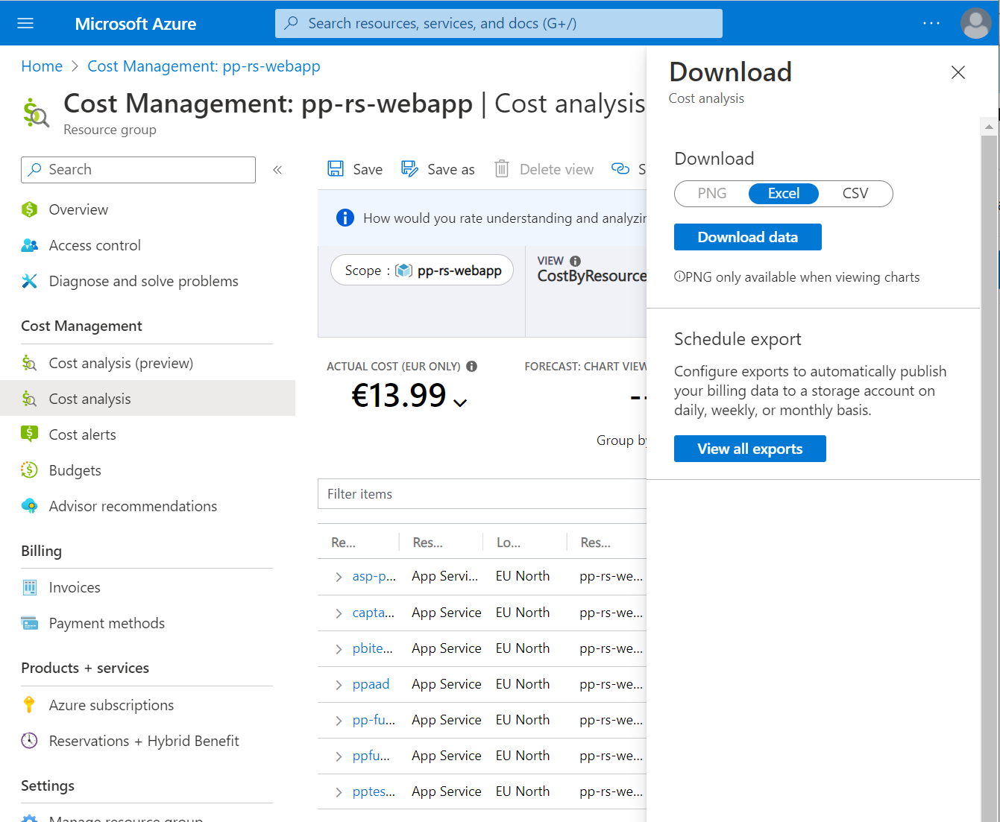 Microsoft Azure
Search resources, services, and docs (G+/)
...
Home > Cost Management: pp-rs-webapp
Cost Management: pp-rs-webapp | Cost analysis
Resource group
Search
«
Overview
Access control
Diagnose and solve problems
Cost Management
Cost analysis (preview)
Cost analysis
Cost alerts
Budgets
Advisor recommendations
Billing
Invoices
Payment methods
Products + services
Azure subscriptions
Reservations + Hybrid Benefit
Settings
Manage resource group
Save
Save as
Delete view
S
How would you rate understanding and analyzin
Scope : pp-rs-webapp
VIEW
CostByResource
ACTUAL COST (EUR ONLY)
€13.99
FORECAST: CHART VIEW
--
Group by
Filter items
Re... Res... Lo... Res...
asp-p... App Servi... EU North pp-rs-we...
capta... App Service EU North pp-rs-we...
pbite... App Service EU North pp-rs-we...
ppaad App Service EU North pp-rs-we...
pp-fu... App Service EU North pp-rs-we...
ppfu... App Service EU North pp-rs-we...
pptes... App Service EU North pp-rs-we...
Download
Cost analysis
Download
PNG Excel CSV
Download data
PNG only available when viewing charts
Schedule export
Configure exports to automatically publish
your billing data to a storage account on
daily, weekly, or monthly basis.
View all exports